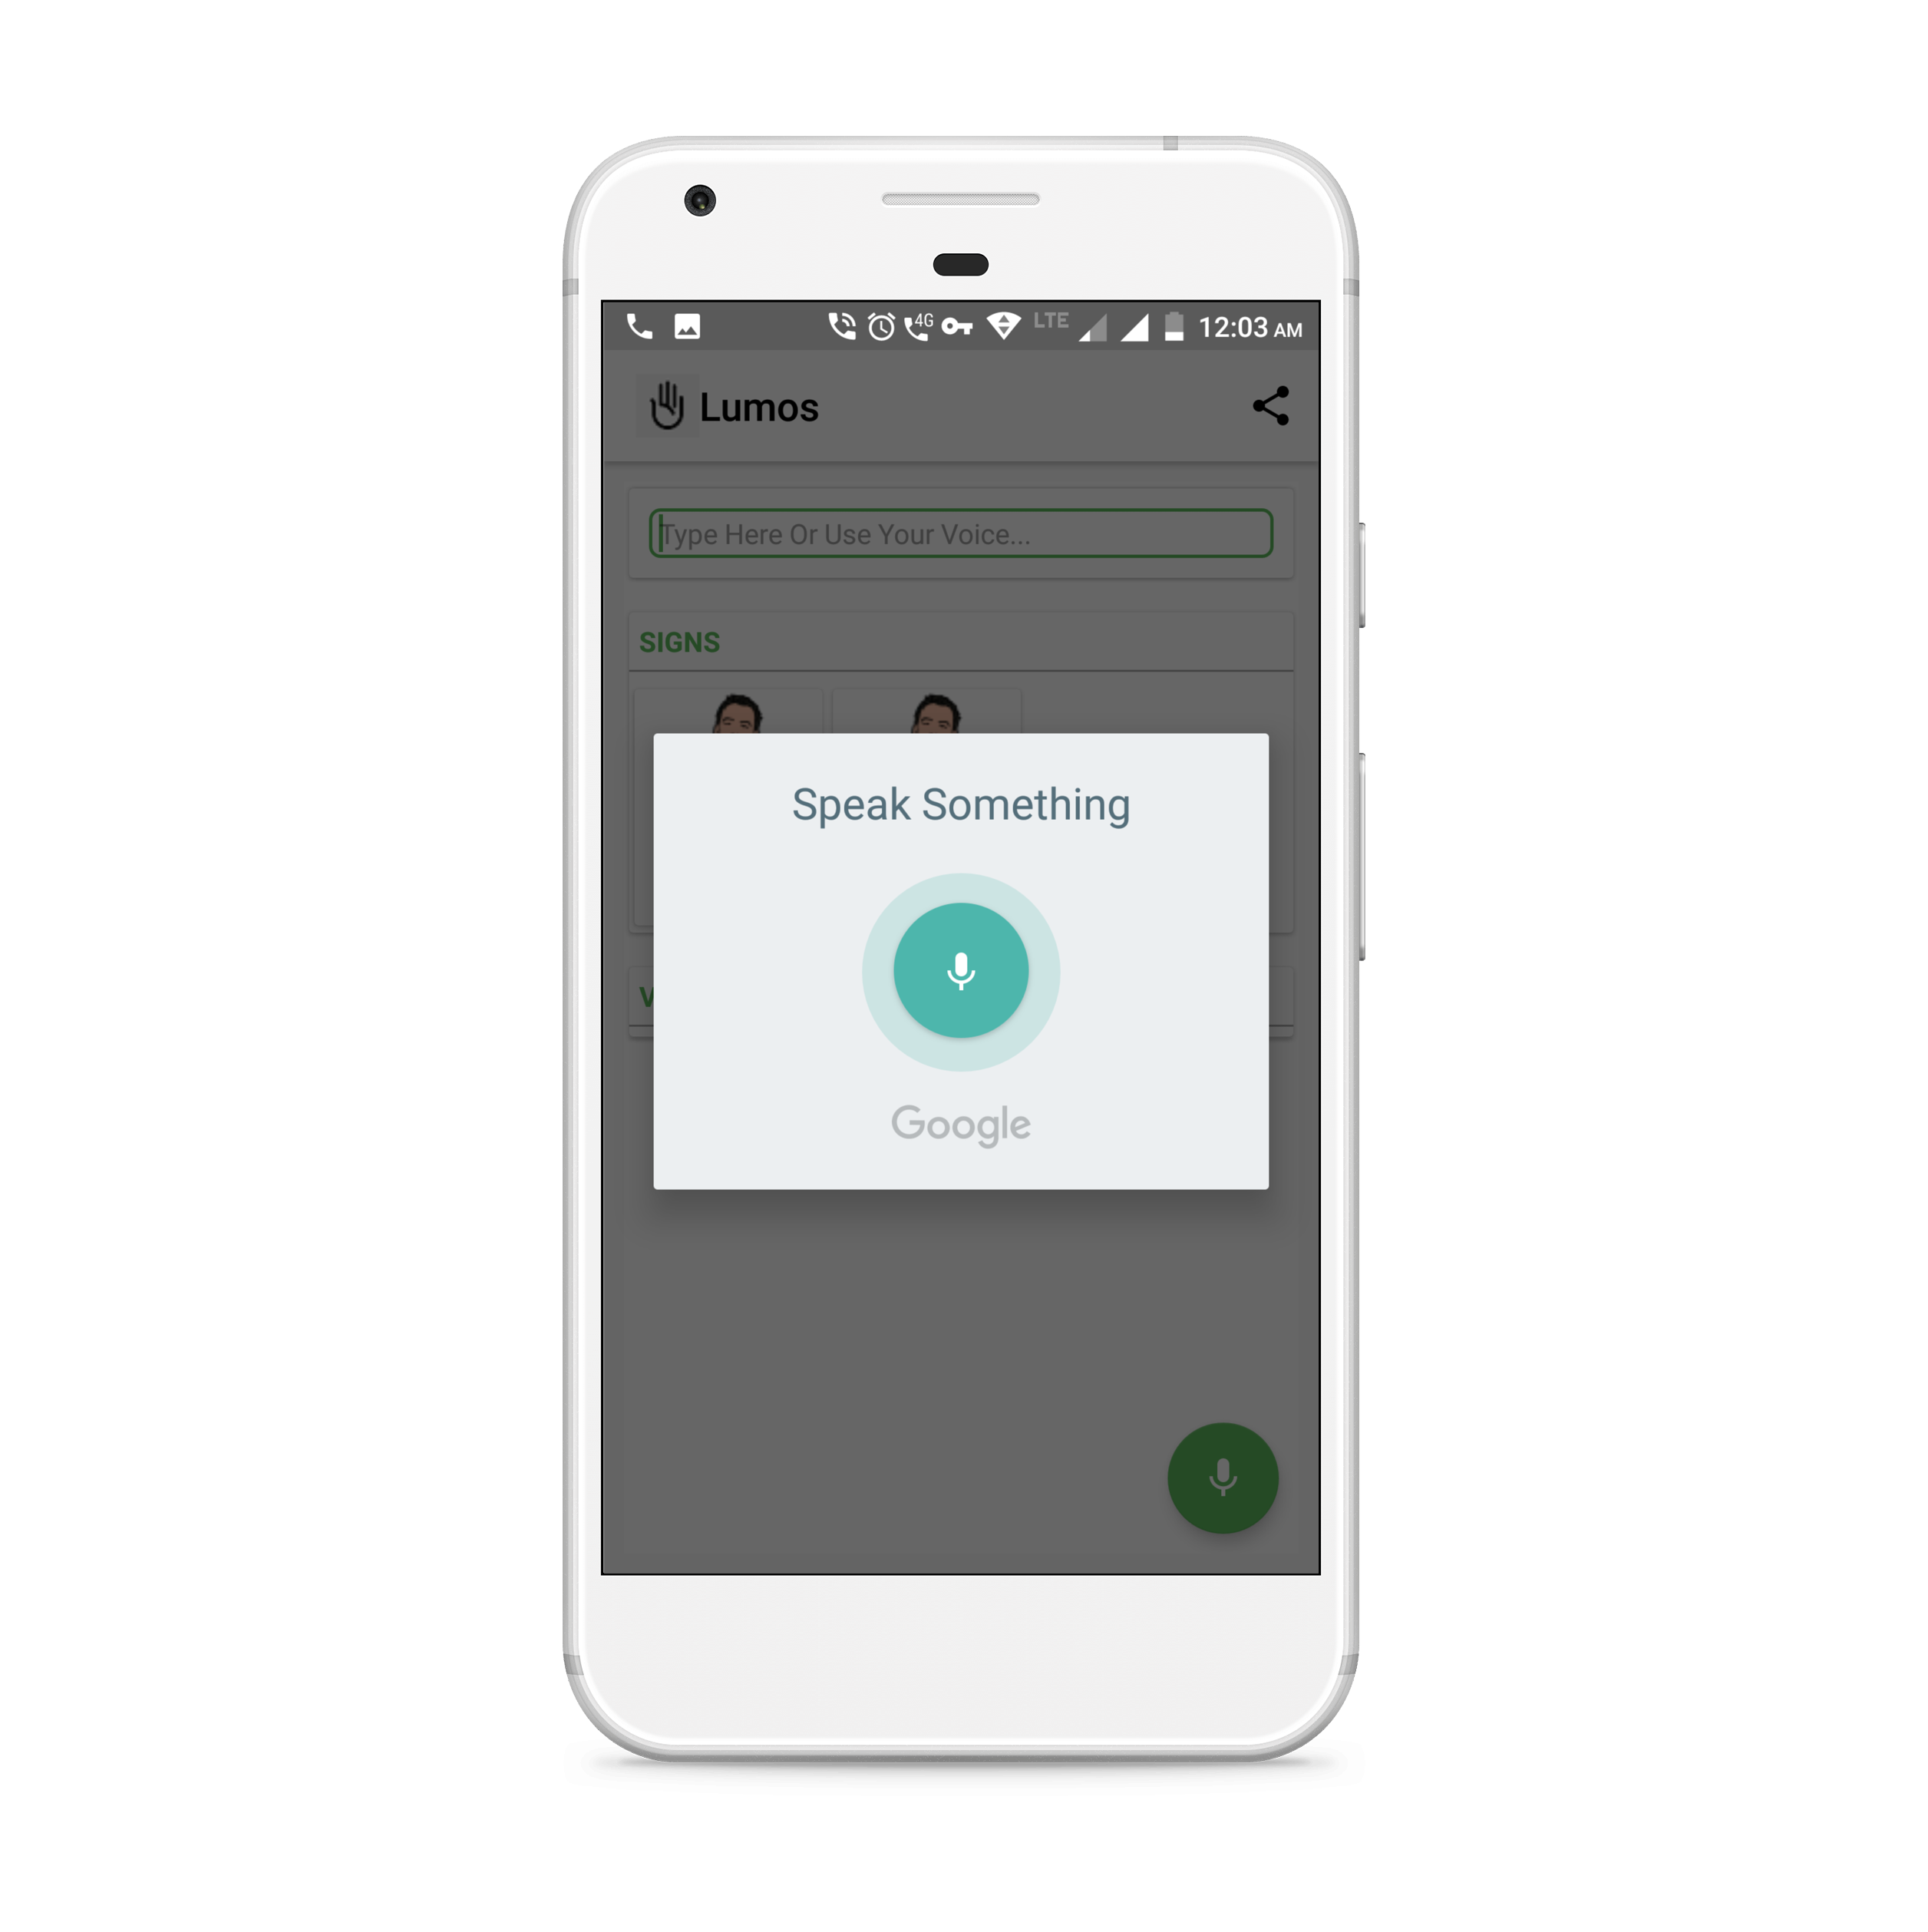 4G LTE 12:03 AM
Lumos
Type Here Or Use Your Voice...
SIGNS
Speak Something
V
Google